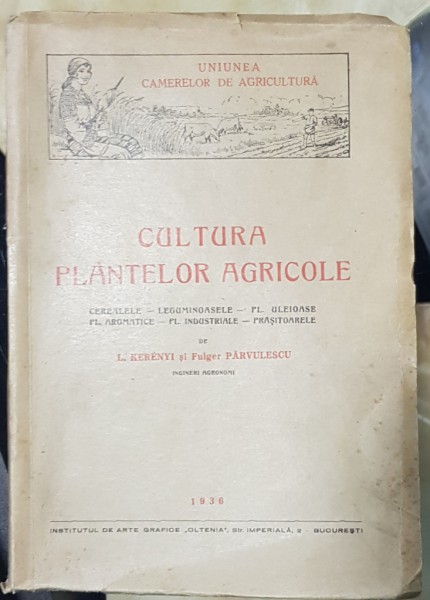 UNIUNEA
CAMERELOR DE AGRICULTURĂ
CULTURA
PLANTELOR AGRICOLE
CEREALELE — LEGUMINOASELE — PL. ULEIOASE
PL. AROMATICE — PL. INDUSTRIALE — PRĂȘITOARELE
DE
L. KERÉNYI și Fulger PÂRVULESCU
INGINERI AGRONOMI
1936
INSTITUTUL DE ARTE GRAFICE „OLTENIA", Str. IMPERIALĂ, 9 - BUCUREȘTI